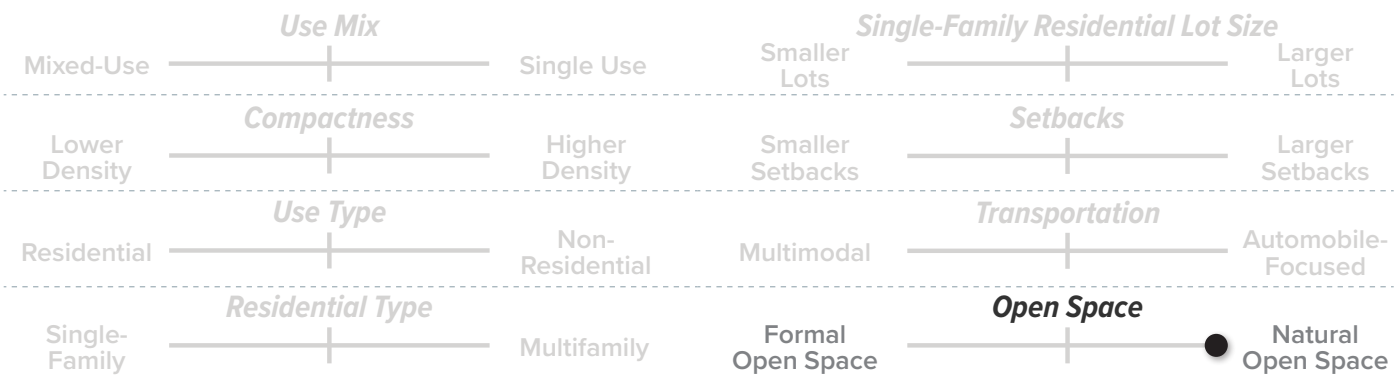 Use Mix
Mixed-Use
Single Use
Compactness
Lower
Density
Higher
Density
Use Type
Residential
Non-
Residential
Residential Type
Single-
Family
Multifamily
Single-Family Residential Lot Size
Smaller
Lots
Larger
Lots
Setbacks
Smaller
Setbacks
Larger
Setbacks
Transportation
Multimodal
Automobile-
Focused
Open Space
Formal
Open Space
Natural
Open Space